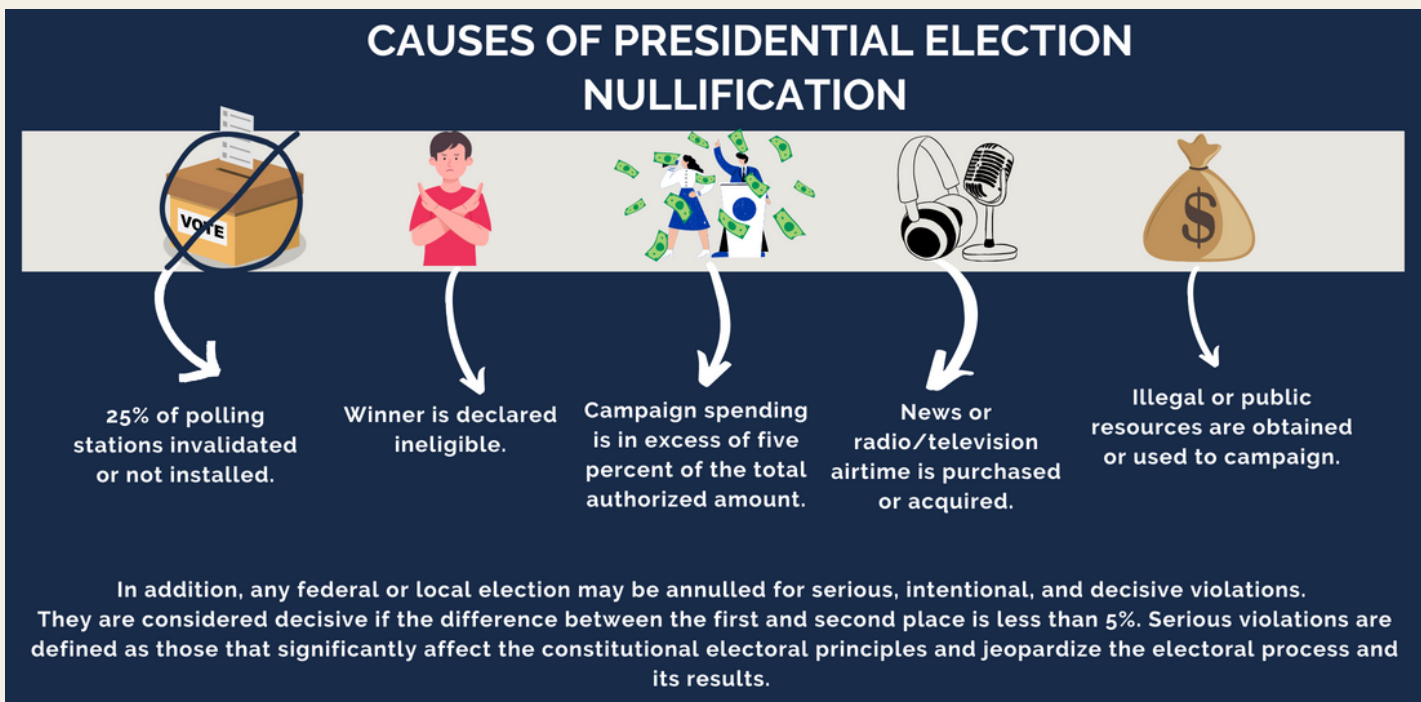 CAUSES OF PRESIDENTIAL ELECTION
NULLIFICATION
VOTE
$
25% of polling
stations invalidated
or not installed.
Winner is declared
ineligible.
Campaign spending
is in excess of five
percent of the total
authorized amount.
News or
radio/television
airtime is purchased
or acquired.
Illegal or public
resources are obtained
or used to campaign.
In addition, any federal or local election may be annulled for serious, intentional, and decisive violations.
They are considered decisive if the difference between the first and second place is less than 5%. Serious violations are
defined as those that significantly affect the constitutional electoral principles and jeopardize the electoral process and
its results.